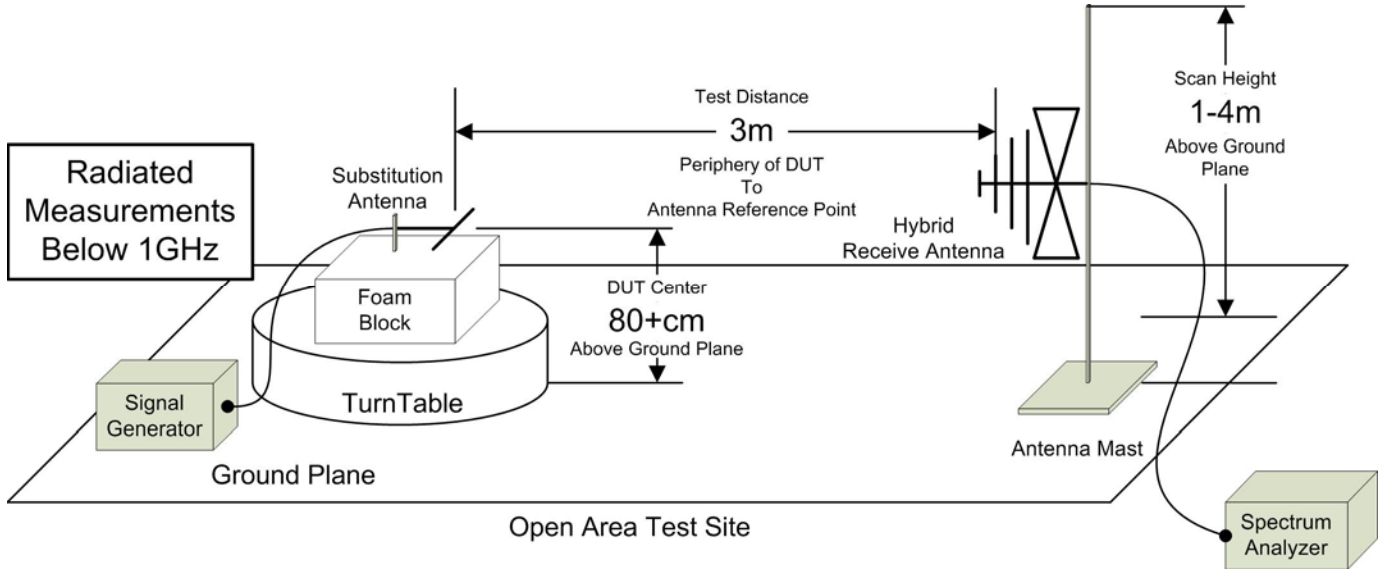 Radiated
Measurements
Below 1GHz
Substitution
Antenna
Test Distance
3m
Periphery of DUT
To
Antenna Reference Point
Hybrid
Receive Antenna
Scan Height
1-4m
Above Ground
Plane
Foam
Block
DUT Center
80+cm
Above Ground Plane
TurnTable
Signal
Generator
Ground Plane
Antenna Mast
Open Area Test Site
Spectrum
Analyzer